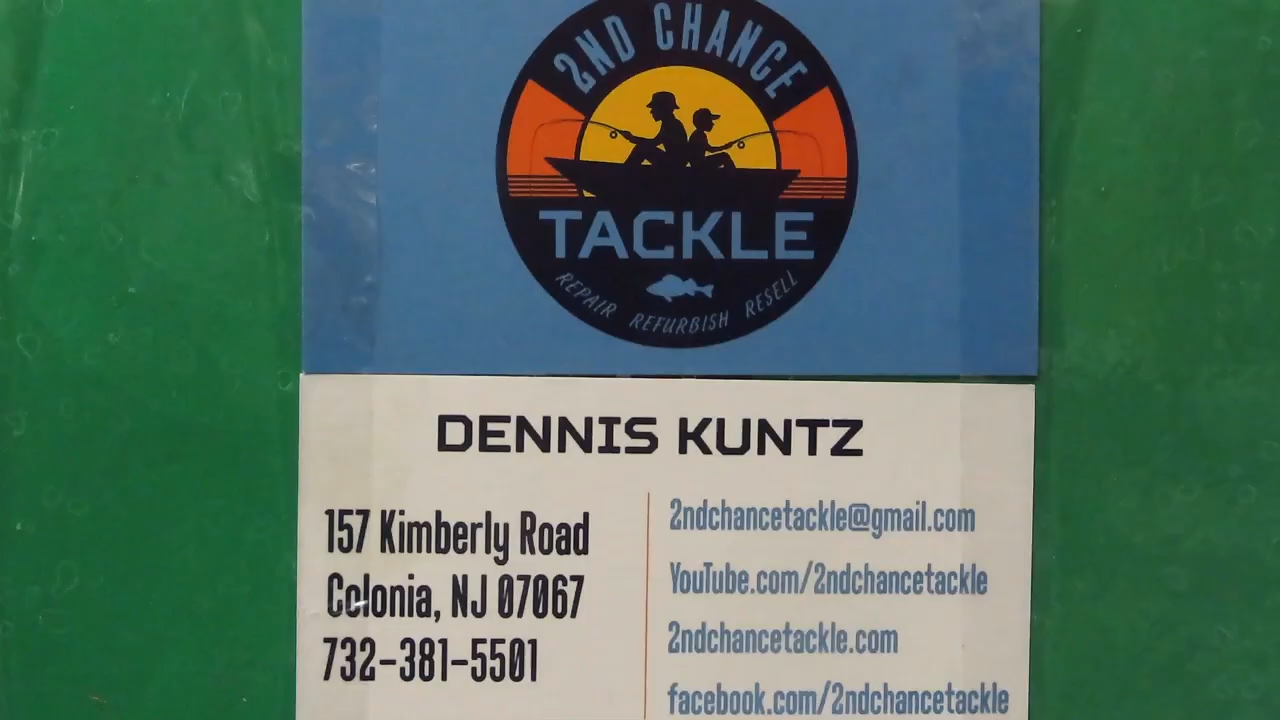 2ND CHANCE
TACKLE
REPAIR REFURBISH RESELL
DENNIS KUNTZ
157 Kimberly Road
Colonia, NJ 07067
732-381-5501
2ndchancetackle@gmail.com
YouTube.com/2ndchancetackle
2ndchancetackle.com
facebook.com/2ndchancetackle